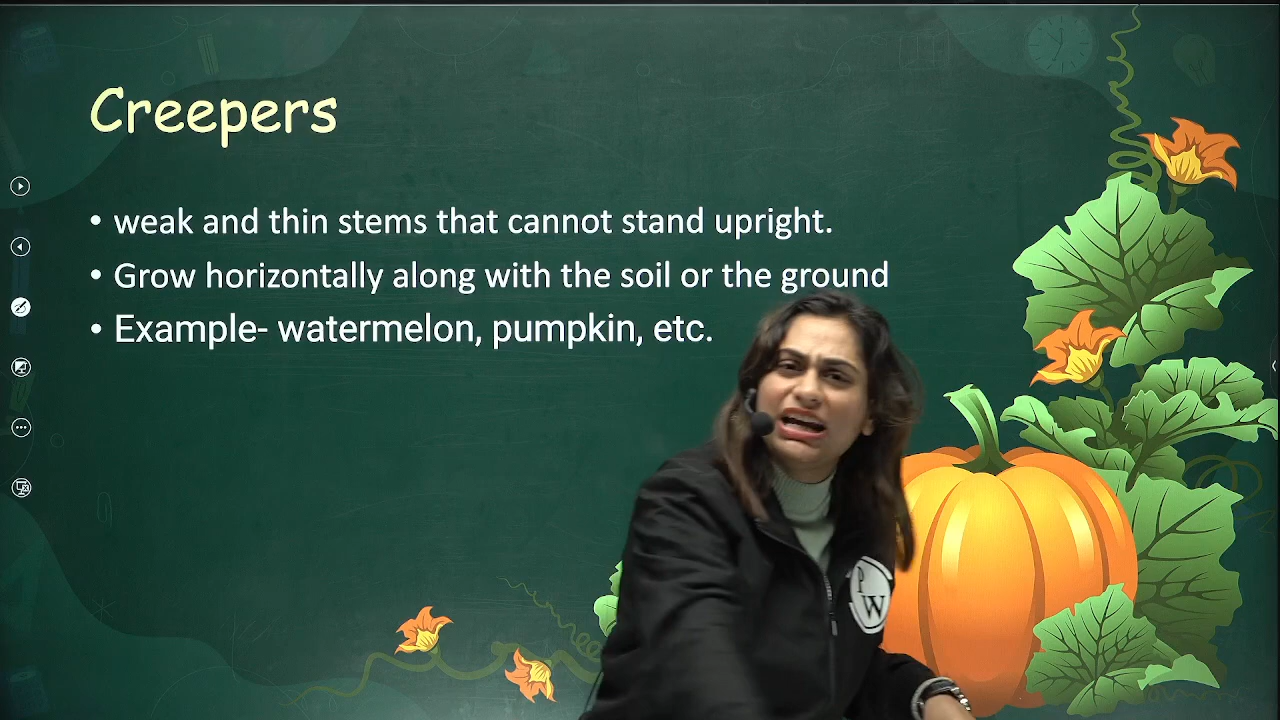 Creepers
• weak and thin stems that cannot stand upright.
• Grow horizontally along with the soil or the ground
• Example- watermelon, pumpkin, etc.
P
W